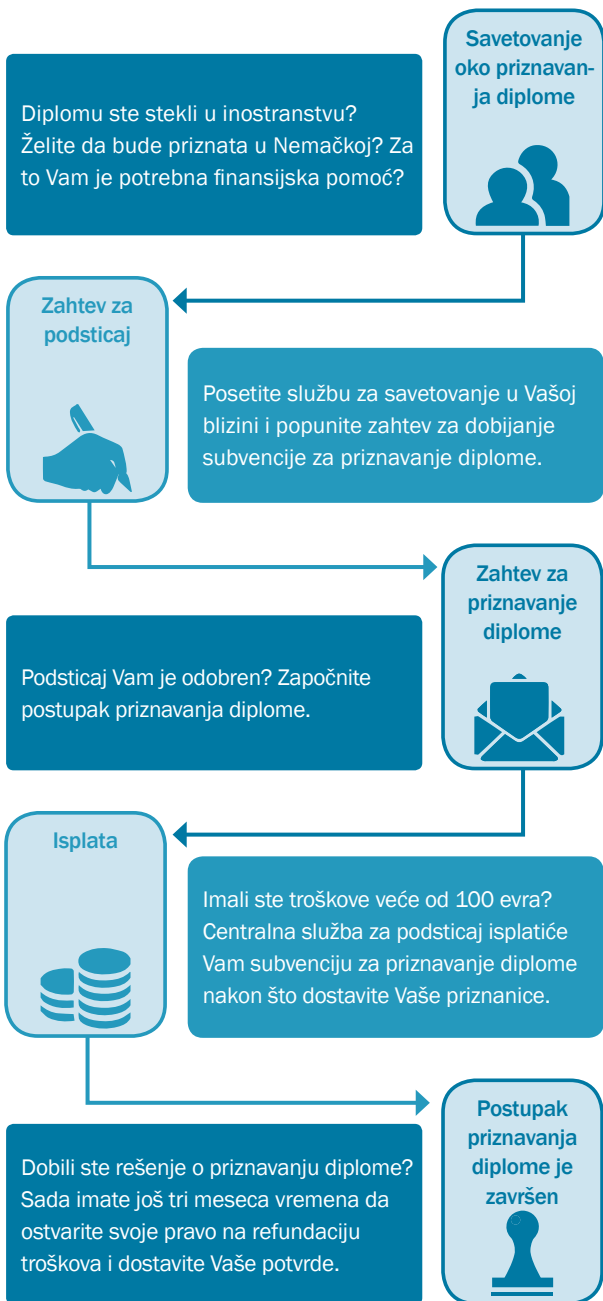 Savetovanje
oko priznavan-
ja diplome
Diplomu ste stekli u inostranstvu?
Želite da bude priznata u Nemačkoj? Za
to Vam je potrebna finansijska pomoć?
Zahtev za
podsticaj
Posetite službu za savetovanje u Vašoj
blizini i popunite zahtev za dobijanje
subvencije za priznavanje diplome.
Zahtev za
priznavanje
diplome
Podsticaj Vam je odobren? Započnite
postupak priznavanja diplome.
Isplata
Imali ste troškove veće od 100 evra?
Centralna služba za podsticaj isplatiće
Vam subvenciju za priznavanje diplome
nakon što dostavite Vaše priznanice.
Postupak
priznavanja
diplome je
završen
Dobili ste rešenje o priznavanju diplome?
Sada imate još tri meseca vremena da
ostvarite svoje pravo na refundaciju
troškova i dostavite Vaše potvrde.